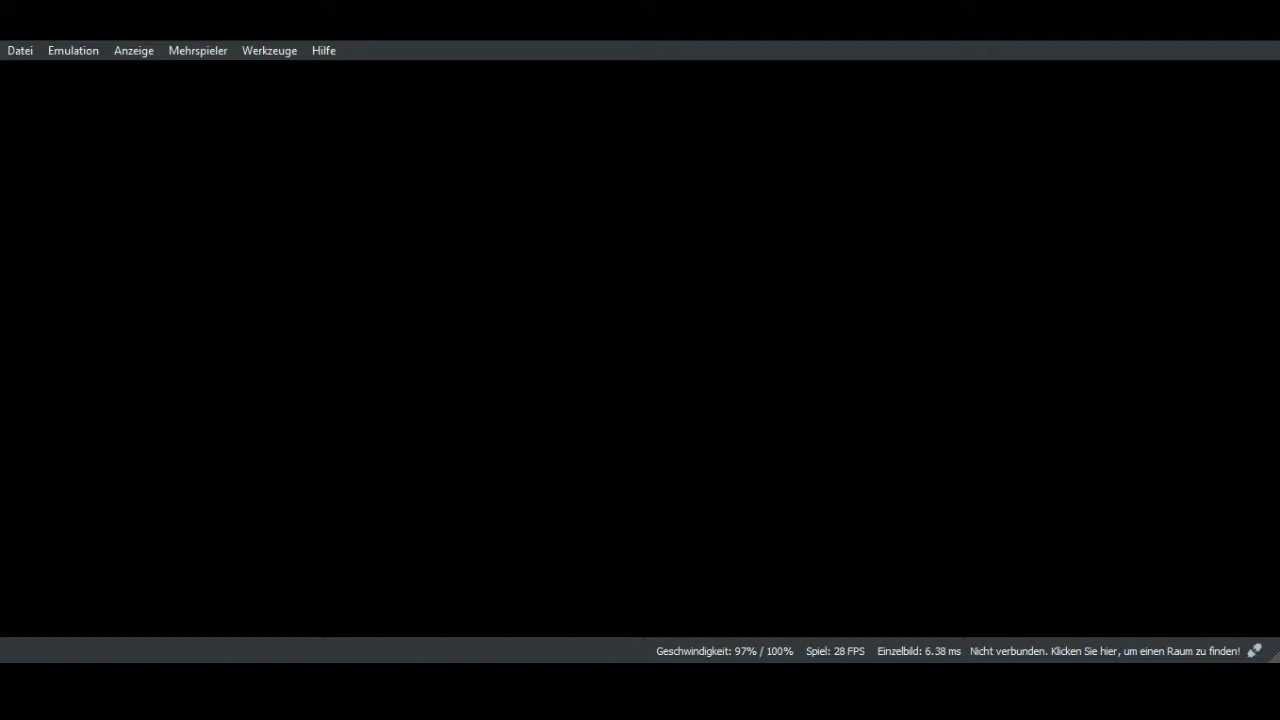 Datei Emulation Anzeige Mehrspieler Werkzeuge Hilfe
Geschwindigkeit: 97% / 100% Spiel: 28 FPS Einzelbild: 6.38 ms Nicht verbunden. Klicken Sie hier, um einen Raum zu finden!